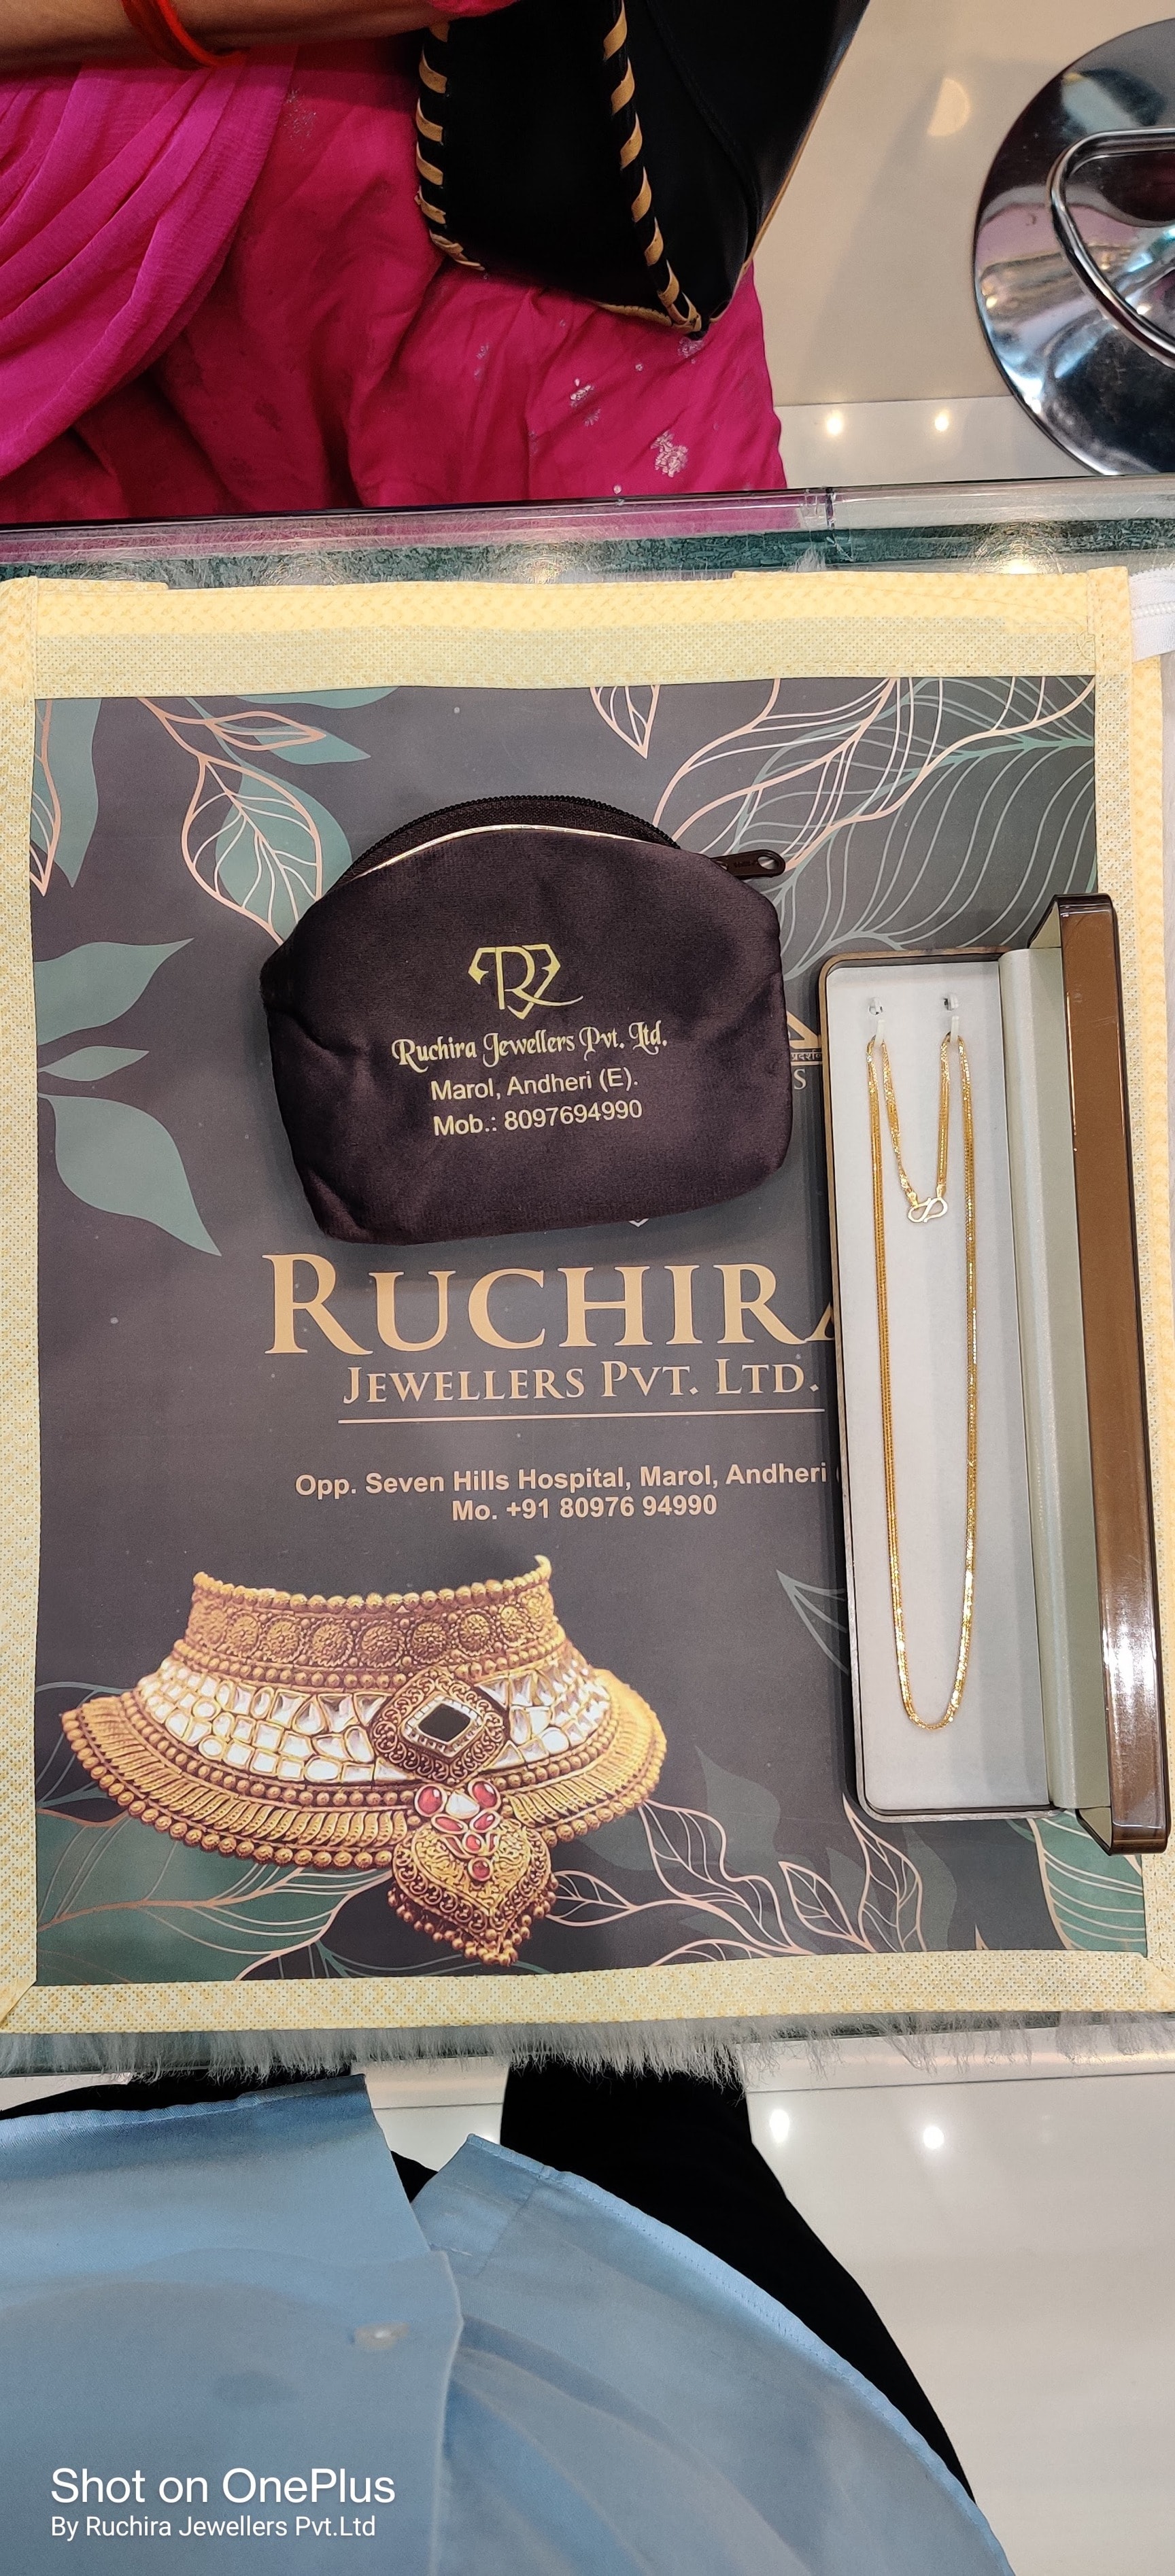 Ruchira Jewellers Pvt. Ltd.
Marol, Andheri (E).
Mob.: 8097694990
S
RUCHIRA
JEWELLERS PVT. LTD.
Opp. Seven Hills Hospital, Marol, Andheri
Mo. +91 80976 94990
Shot on OnePlus
By Ruchira Jewellers Pvt.Ltd